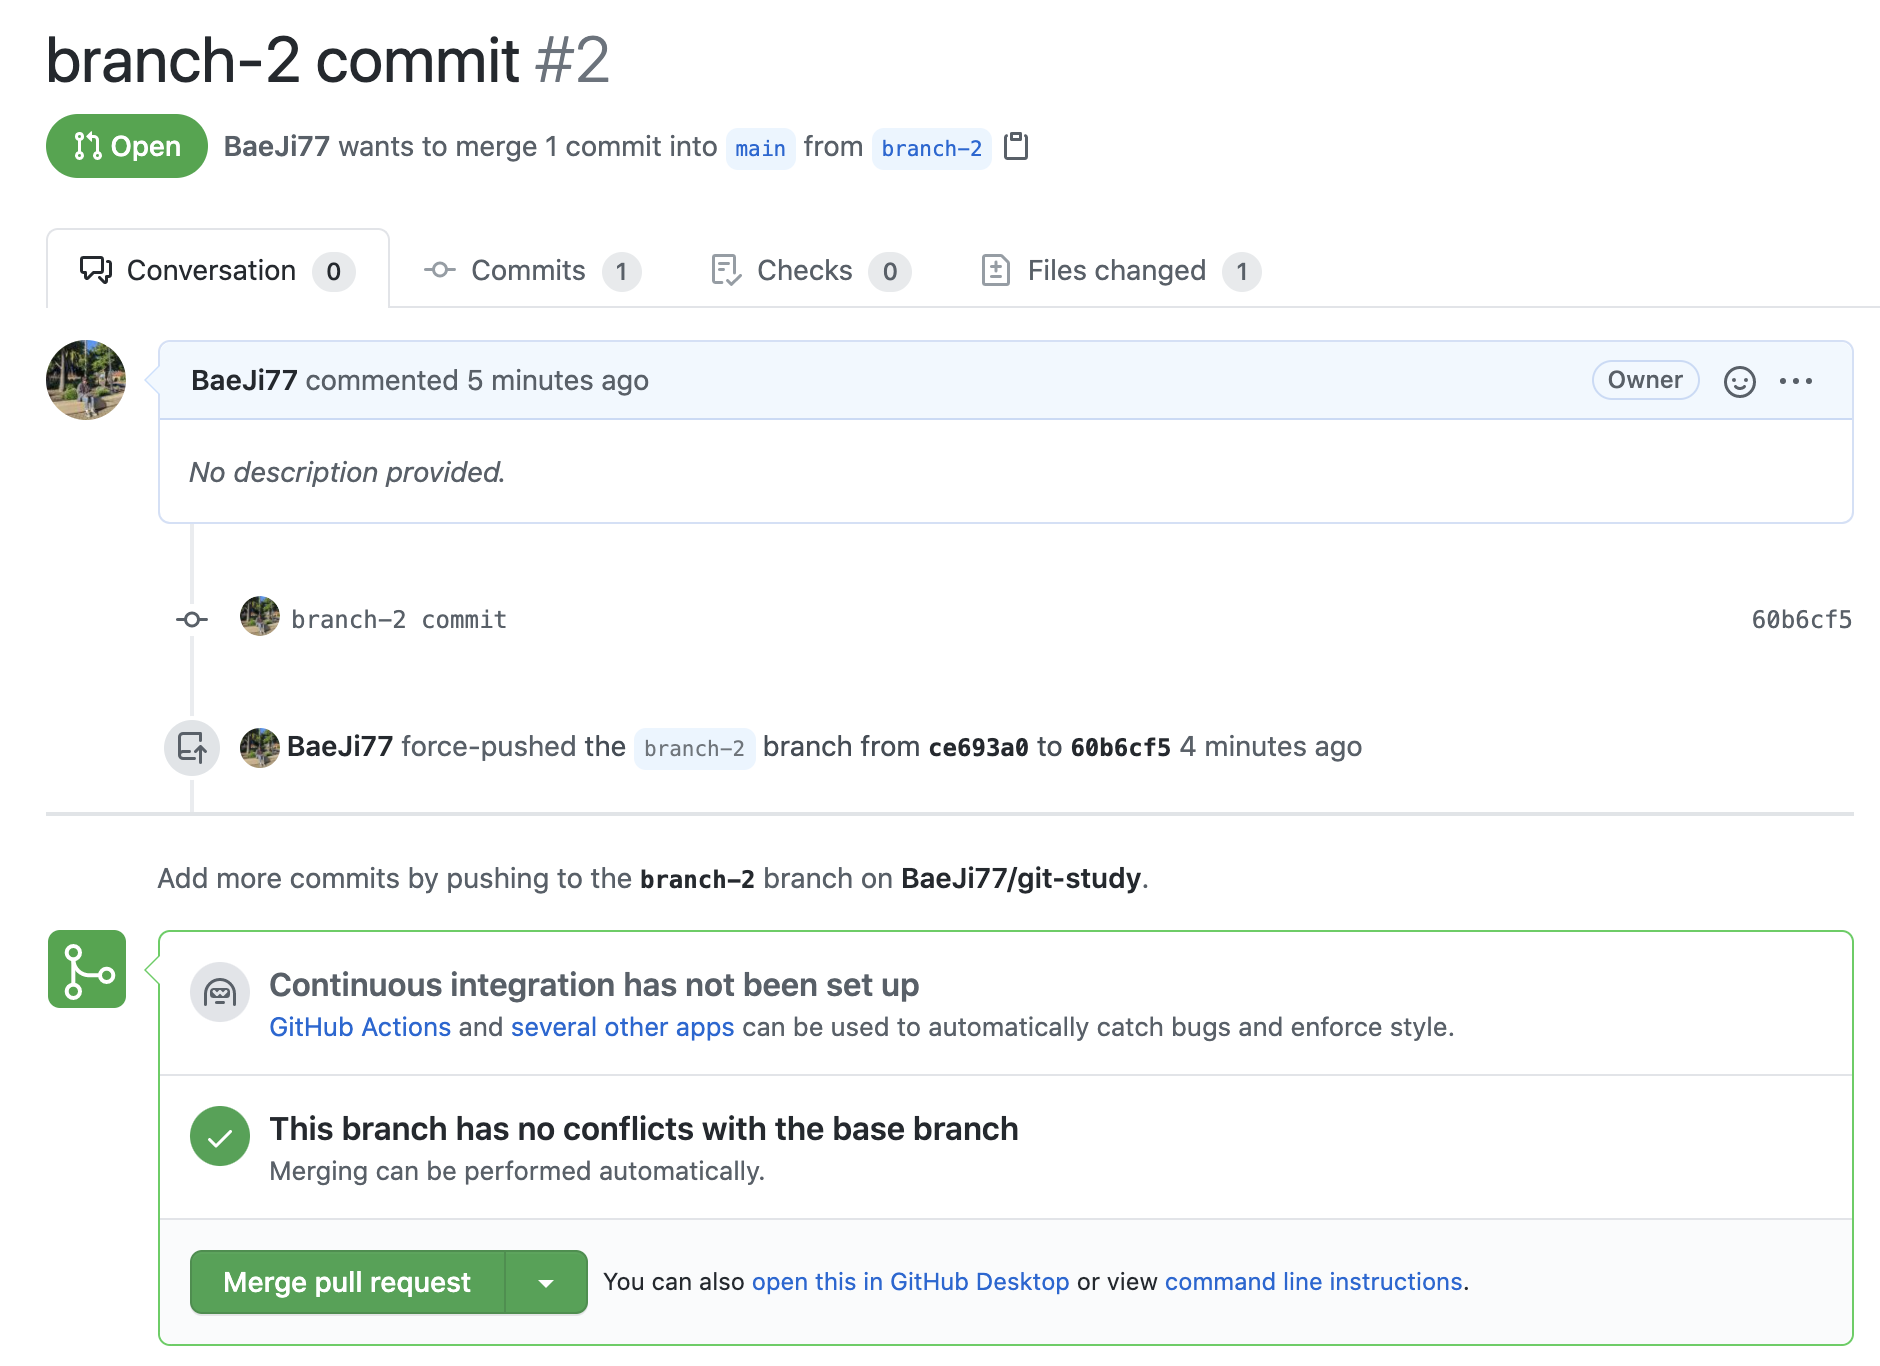 branch-2 commit #2
Open BaeJi77 wants to merge 1 commit into main from branch-2
Conversation 0 Commits 1 Checks 0 Files changed 1
BaeJi77 commented 5 minutes ago Owner
No description provided.
branch-2 commit 60b6cf5
BaeJi77 force-pushed the branch-2 branch from ce693a0 to 60b6cf5 4 minutes ago
Add more commits by pushing to the branch-2 branch on BaeJi77/git-study.
Continuous integration has not been set up
GitHub Actions and several other apps can be used to automatically catch bugs and enforce style.
This branch has no conflicts with the base branch
Merging can be performed automatically.
Merge pull request You can also open this in GitHub Desktop or view command line instructions.